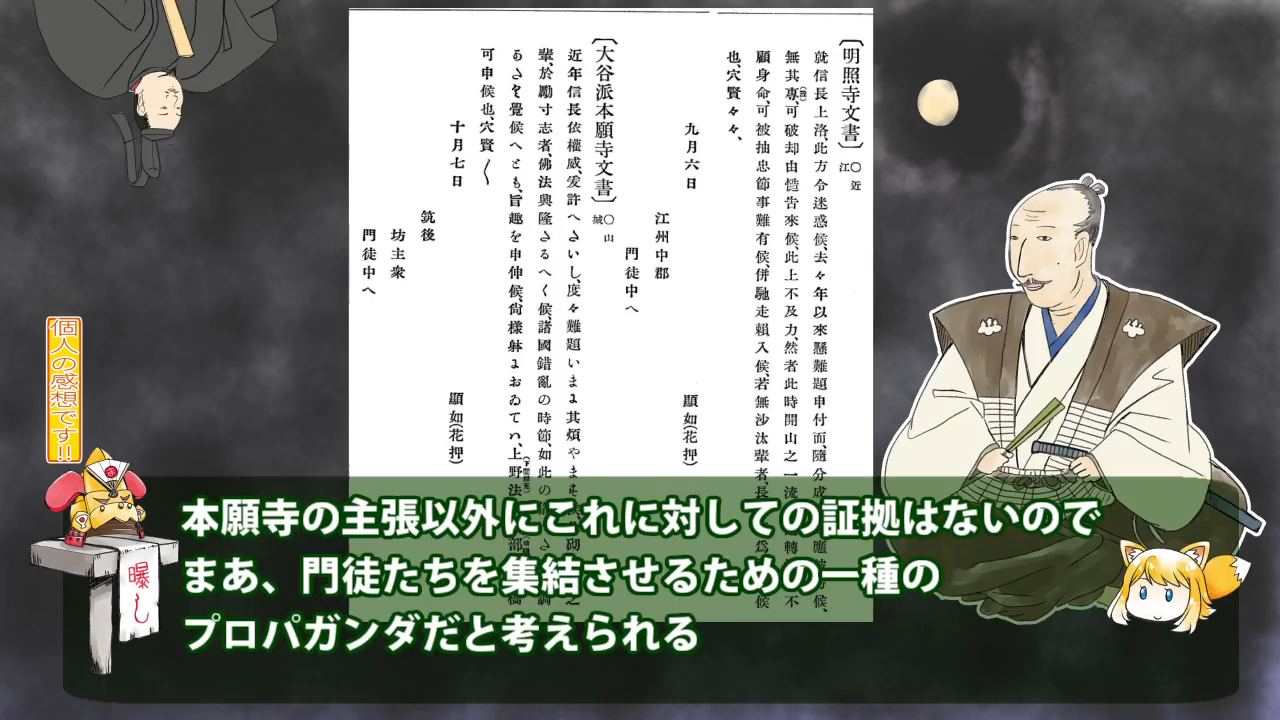 〔明照寺文書〕 〇近江
就信長上洛、此方令迷惑候、去々年以來懸難題申付而、隨分成
無其專、可破却由慥告來候、此上不及力、然者此時開山之一流
顧身命、可被抽忠節事難有候、併馳走賴入候、若無沙汰輩者、長
也、穴賢々々、
九月六日
顯如(花押)
江州中郡
門徒中へ
〔大谷派本願寺文書〕 〇山城
近年信長依權威、爰許へさいし、度々難題いまよ其煩やま
輩、於勵寸志者、佛法興隆さるへく候、諸國錯亂の時節、如此の
るさを覺候へとも、旨趣を申伸候、尙樣躰よおゐてハ、上野法
可申候也、穴賢〱
十月七日
顯如(花押)
筑後
坊主衆
門徒中へ
個人の感想です!!
曝し
本願寺の主張以外にこれに対しての証拠はないので
まあ、門徒たちを集結させるための一種の
プロパガンダだと考えられる